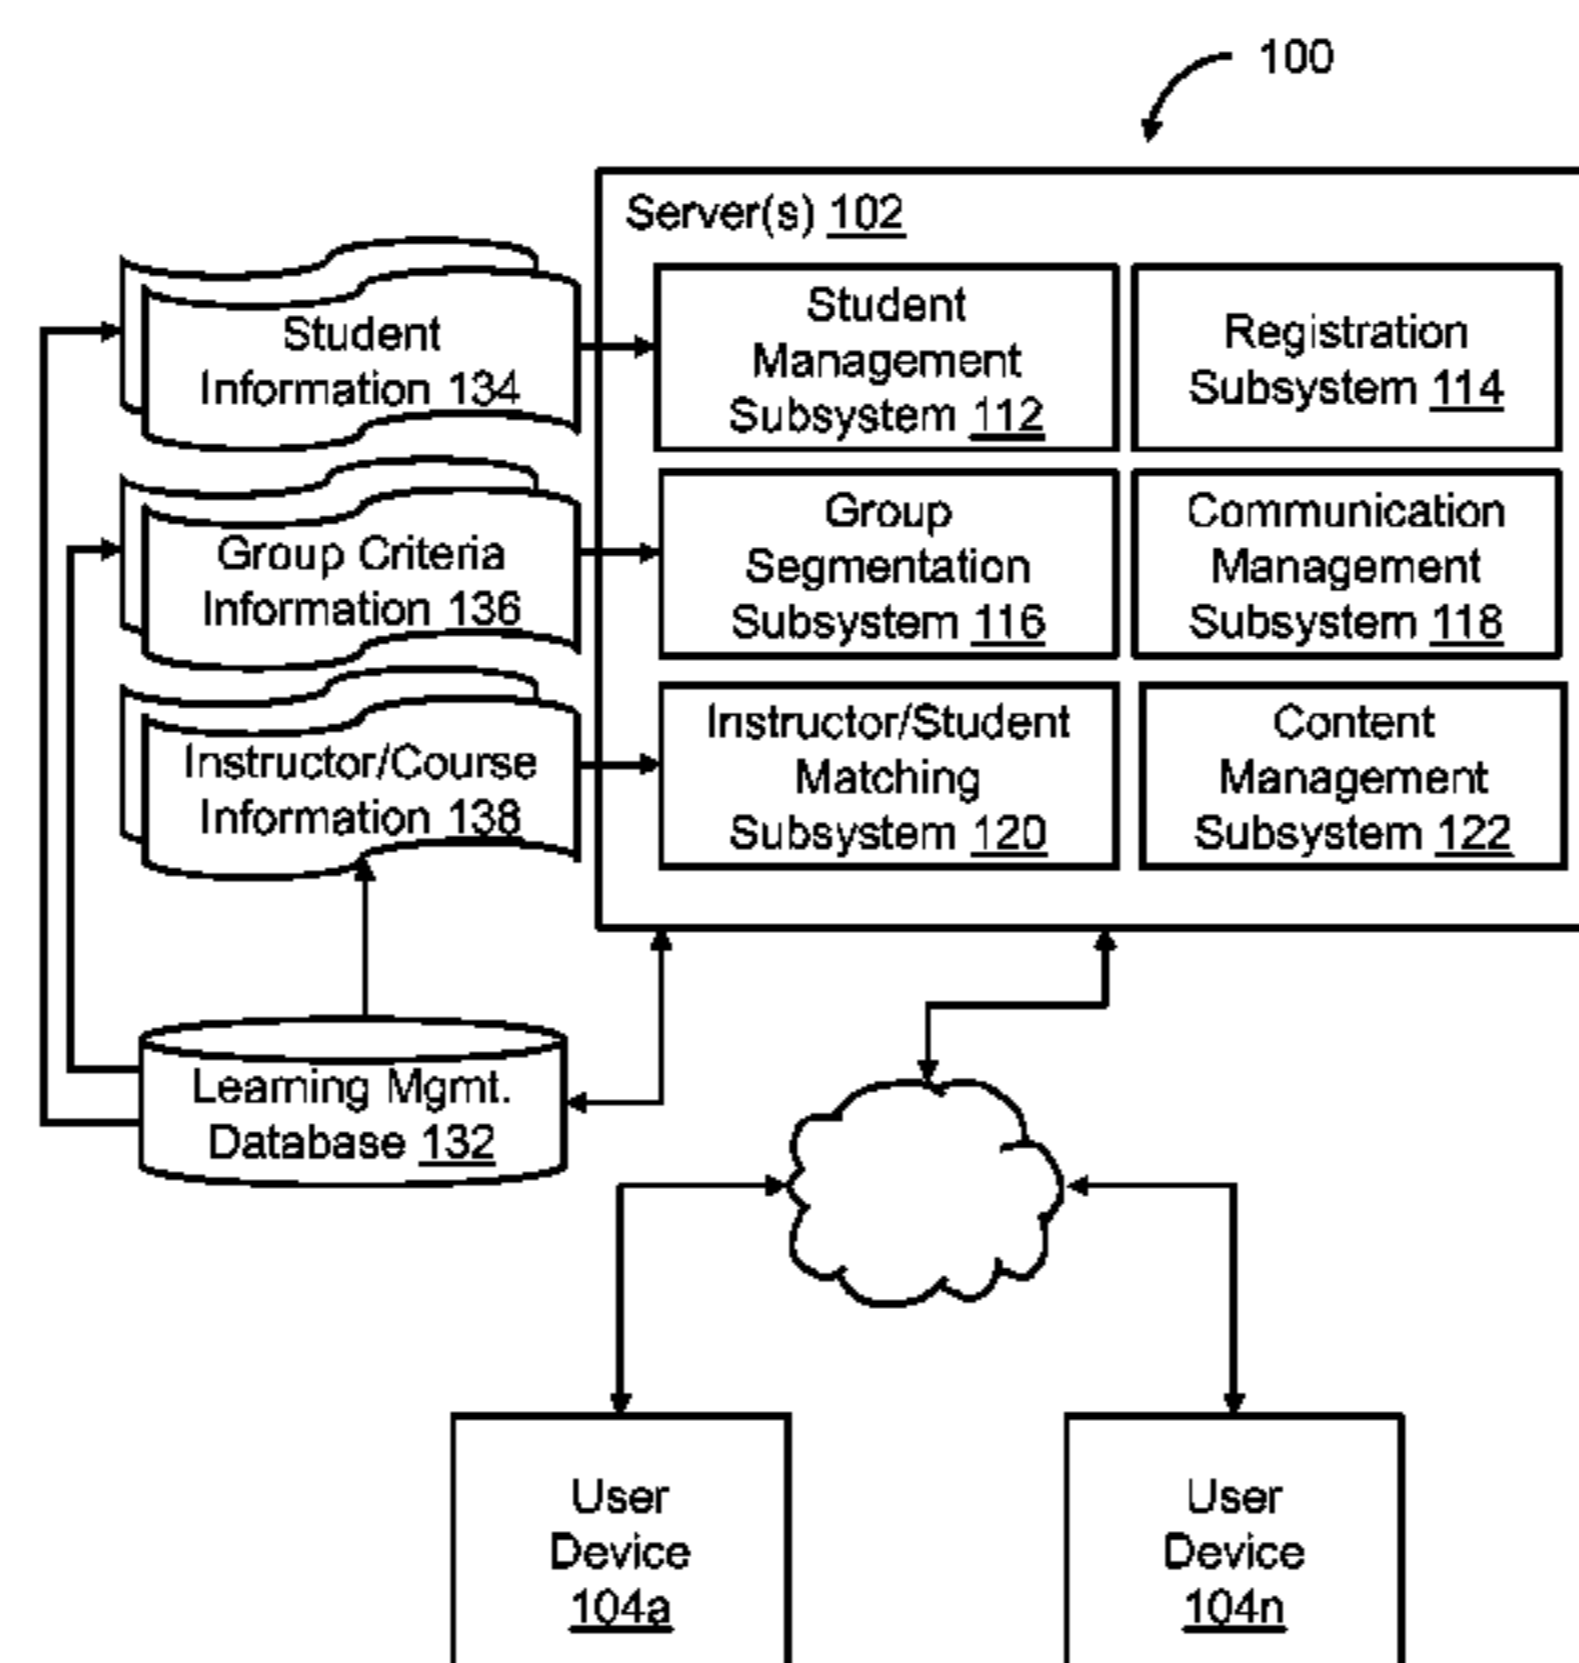 100
Server(s) 102
Student
Information 134
Student
Management
Subsystem 112
Registration
Subsystem 114
Group Criteria
Information 136
Group
Segmentation
Subsystem 116
Communication
Management
Subsystem 118
Instructor/Course
Information 138
Instructor/Student
Matching
Subsystem 120
Content
Management
Subsystem 122
Learning Mgmt.
Database 132
User
Device
104a
User
Device
104n